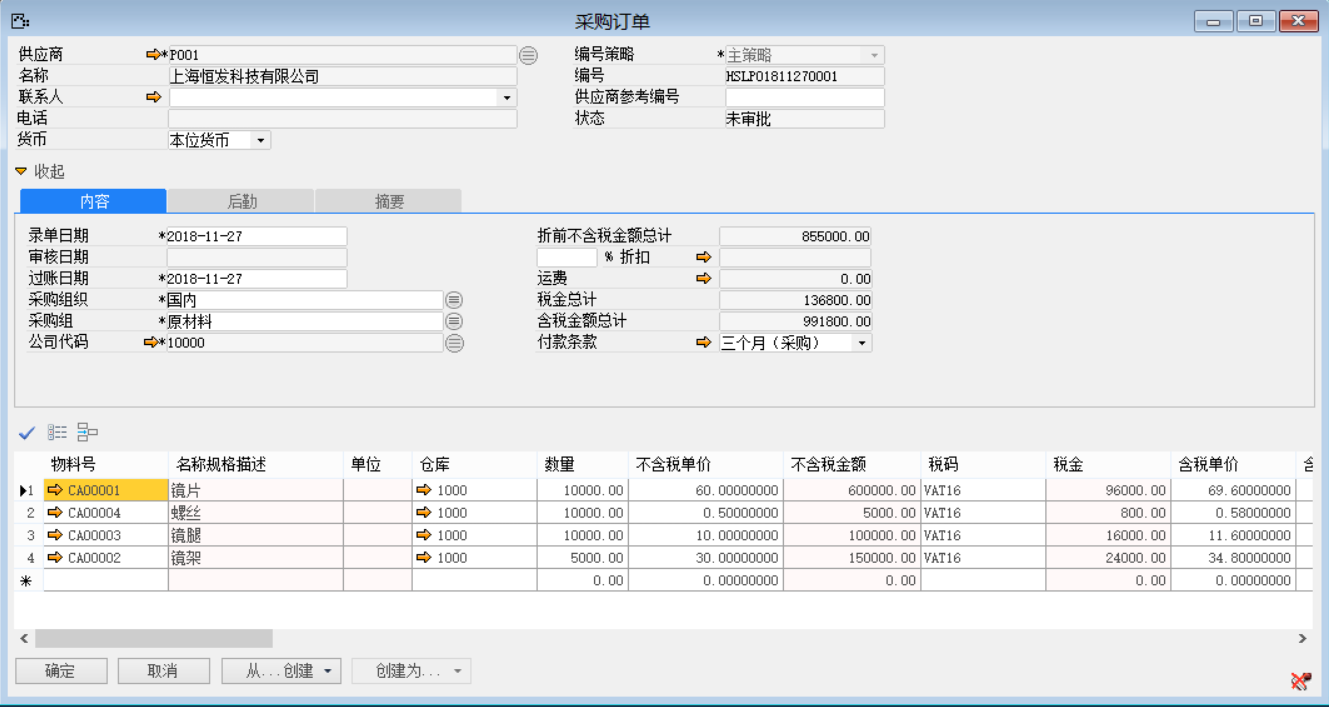 采购订单
供应商 *P001 编号策略 *主策略
名称 上海恒发科技有限公司 编号 HSLP01811270001
联系人 供应商参考编号
电话 状态 未审批
货币 本位货币
收起
内容 后勤 摘要
录单日期 *2018-11-27 折前不含税金额总计 855000.00
审核日期 % 折扣
过账日期 *2018-11-27 运费 0.00
采购组织 *国内 税金总计 136800.00
采购组 *原材料 含税金额总计 991800.00
公司代码 *10000 付款条款 三个月（采购）
物料号 名称规格描述 单位 仓库 数量 不含税单价 不含税金额 税码 税金 含税单价
1 CA00001 镜片 1000 10000.00 60.00000000 600000.00 VAT16 96000.00 69.60000000
2 CA00004 螺丝 1000 10000.00 0.50000000 5000.00 VAT16 800.00 0.58000000
3 CA00003 镜腿 1000 10000.00 10.00000000 100000.00 VAT16 16000.00 11.60000000
4 CA00002 镜架 1000 5000.00 30.00000000 150000.00 VAT16 24000.00 34.80000000
* 0.00 0.00000000 0.00 0.00 0.00000000
确定 取消 从...创建 创建为...